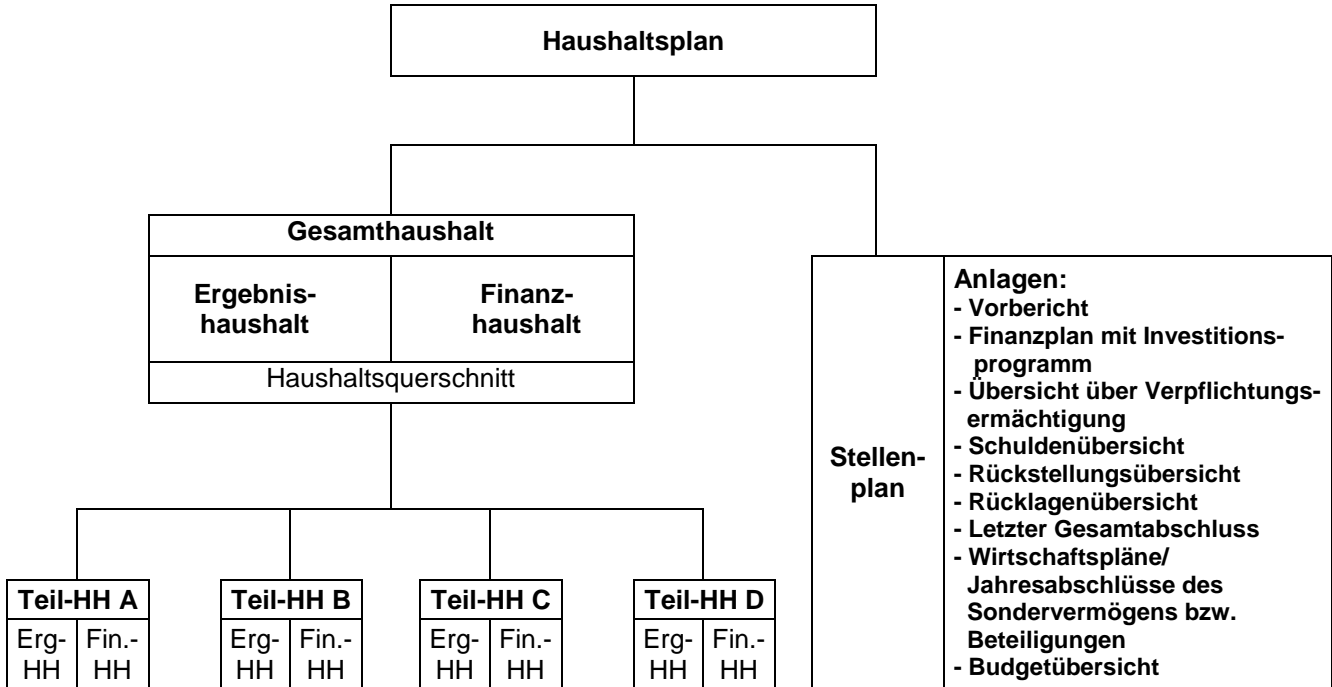 Haushaltsplan
Gesamthaushalt
Ergebnis-
haushalt
Finanz-
haushalt
Haushaltsquerschnitt
Teil-HH A
Erg-
HH
Fin.-
HH
Teil-HH B
Erg-
HH
Fin.-
HH
Teil-HH C
Erg-
HH
Fin.-
HH
Teil-HH D
Erg-
HH
Fin.-
HH
Stellen-
plan
Anlagen:
- Vorbericht
- Finanzplan mit Investitions-
programm
- Übersicht über Verpflichtungs-
ermächtigung
- Schuldenübersicht
- Rückstellungsübersicht
- Rücklagenübersicht
- Letzter Gesamtabschluss
- Wirtschaftspläne/
Jahresabschlüsse des
Sondervermögens bzw.
Beteiligungen
- Budgetübersicht